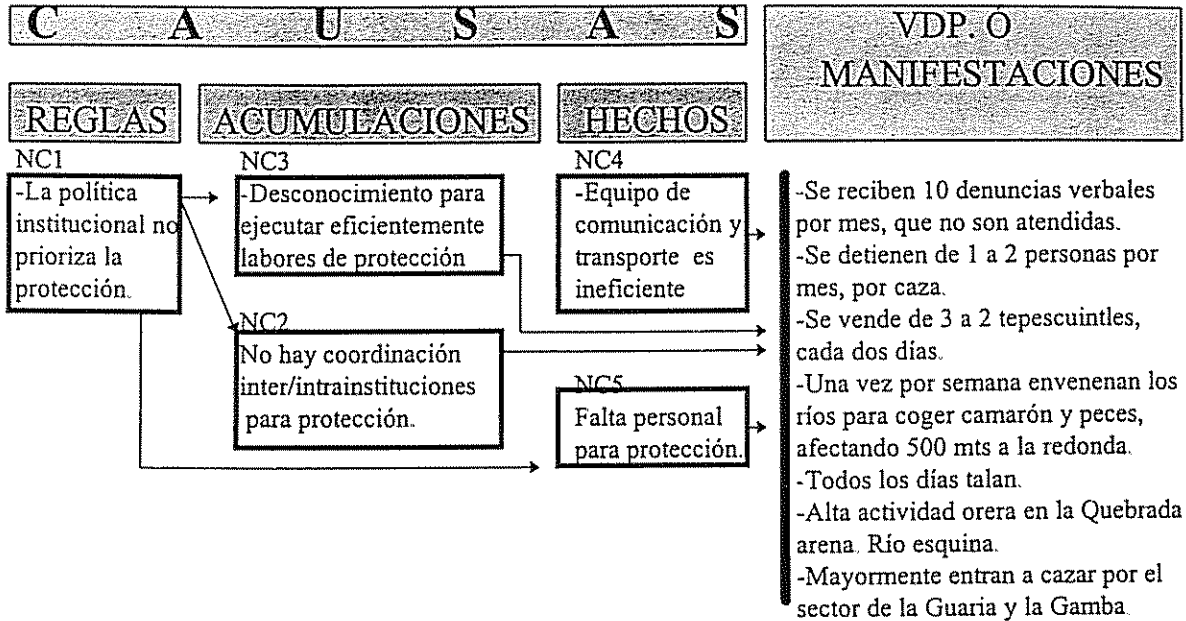 C A U S A S
VDP. Ó
MANIFESTACIONES
REGLAS
ACUMULACIONES
HECHOS
NC1
-La política
institucional no
prioriza la
protección.
NC3
-Desconocimiento para
ejecutar eficientemente
labores de protección
NC2
No hay coordinación
inter/intrainstituciones
para protección.
NC4
-Equipo de
comunicación y
transporte es
ineficiente
NC5
Falta personal
para protección.
-Se reciben 10 denuncias verbales
por mes, que no son atendidas.
-Se detienen de 1 a 2 personas por
mes, por caza.
-Se vende de 3 a 2 tepescuintles,
cada dos días.
-Una vez por semana envenenan los
ríos para coger camarón y peces,
afectando 500 mts a la redonda.
-Todos los días talan.
-Alta actividad orera en la Quebrada
arena. Río esquina.
-Mayormente entran a cazar por el
sector de la Guaria y la Gamba.